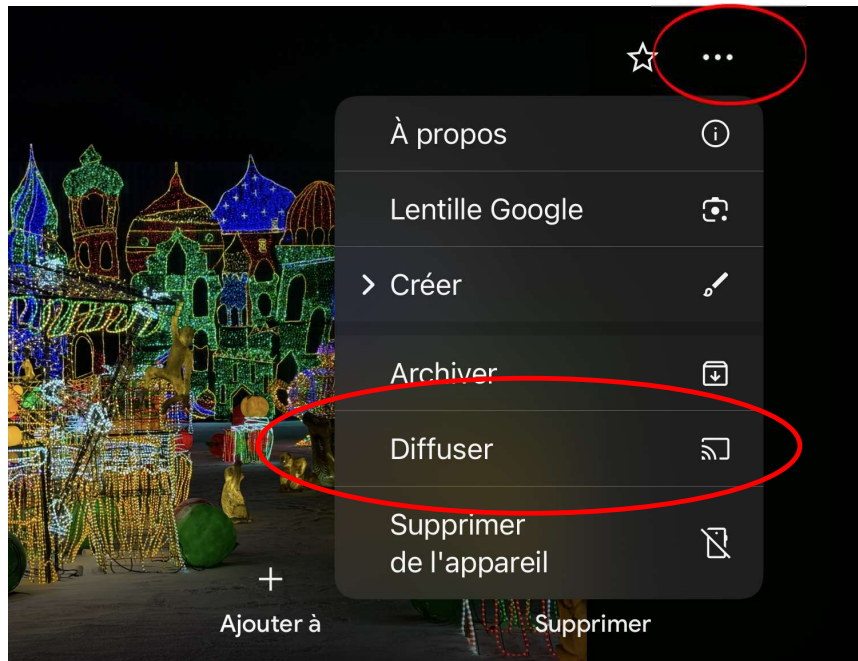 À propos
Lentille Google
Créer
Archiver
Diffuser
Supprimer
de l'appareil
Ajouter à
Supprimer